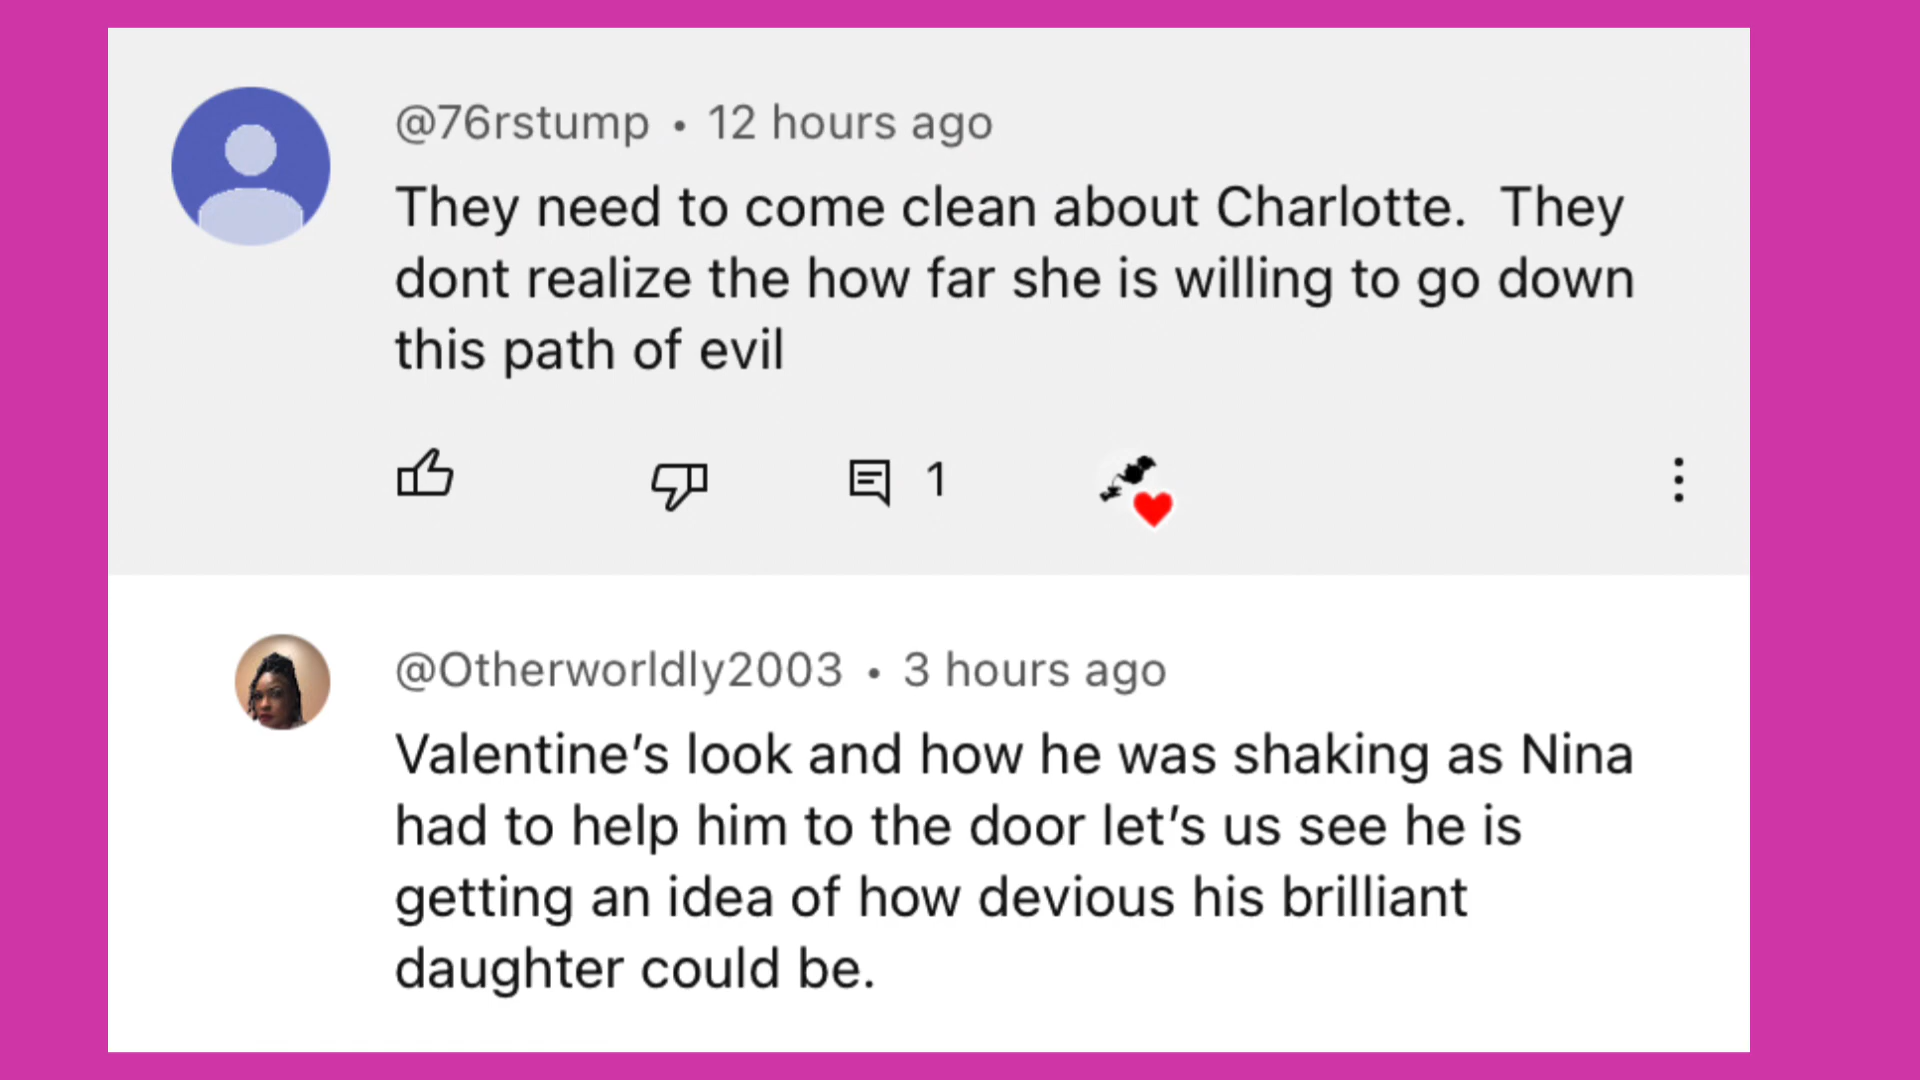 @76rstump • 12 hours ago
They need to come clean about Charlotte.  They
dont realize the how far she is willing to go down
this path of evil
1
@Otherworldly2003 • 3 hours ago
Valentine’s look and how he was shaking as Nina
had to help him to the door let’s us see he is
getting an idea of how devious his brilliant
daughter could be.